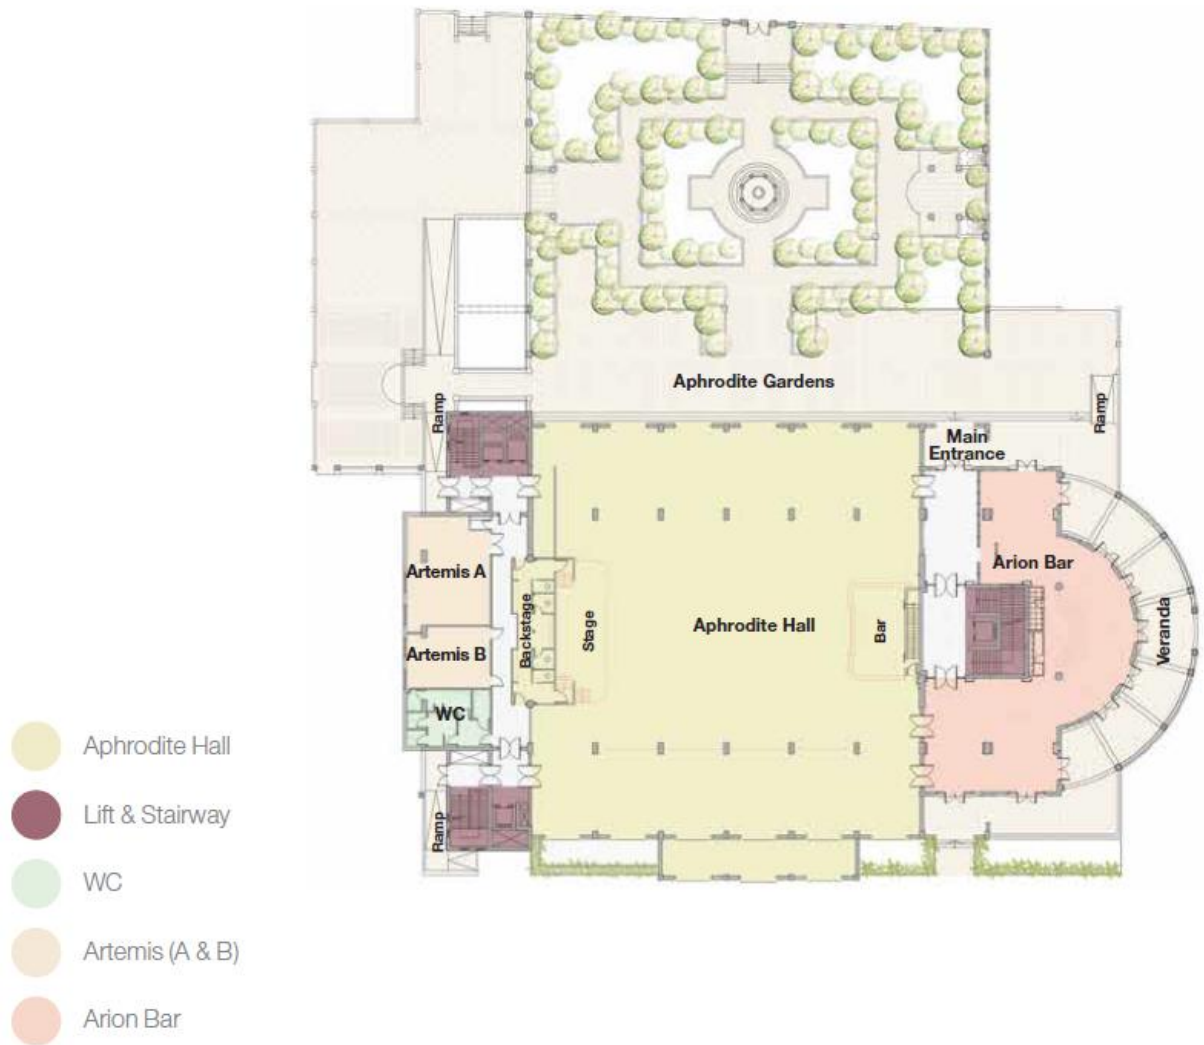 Aphrodite Gardens
Ramp
Ramp
Main
Entrance
Artemis A
Arion Bar
Backstage
Stage
Aphrodite Hall
Bar
Veranda
Artemis B
WC
Ramp
Aphrodite Hall
Lift & Stairway
WC
Artemis (A & B)
Arion Bar